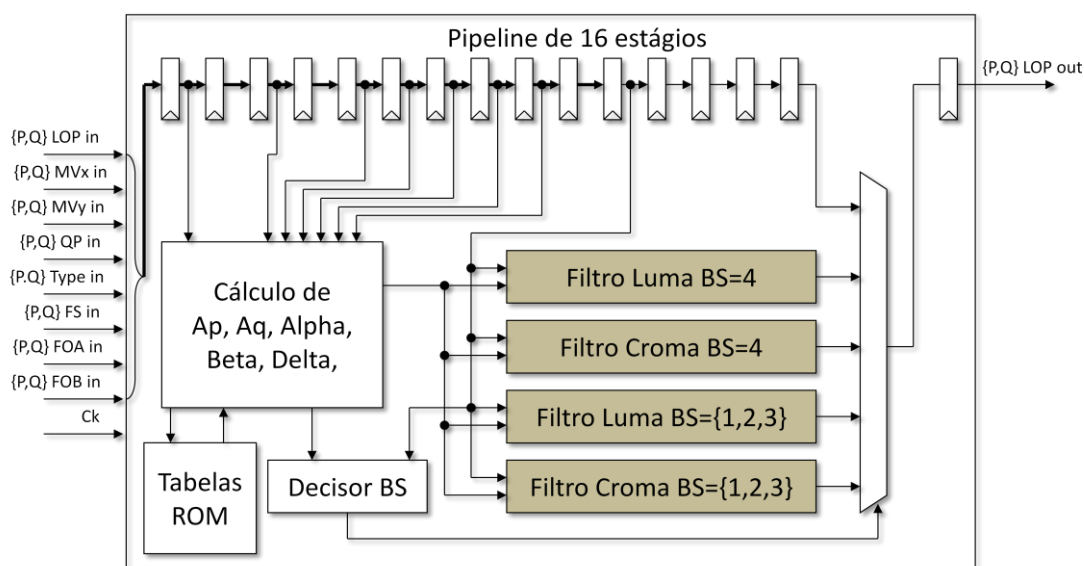 Pipeline de 16 estágios
{P,Q} LOP out
{P,Q} LOP in
{P,Q} MVx in
{P,Q} MVy in
{P,Q} QP in
{P.Q} Type in
{P,Q} FS in
{P,Q} FOA in
{P,Q} FOB in
Ck
Cálculo de
Ap, Aq, Alpha,
Beta, Delta,
Filtro Luma BS=4
Filtro Croma BS=4
Filtro Luma BS={1,2,3}
Filtro Croma BS={1,2,3}
Tabelas
ROM
Decisor BS